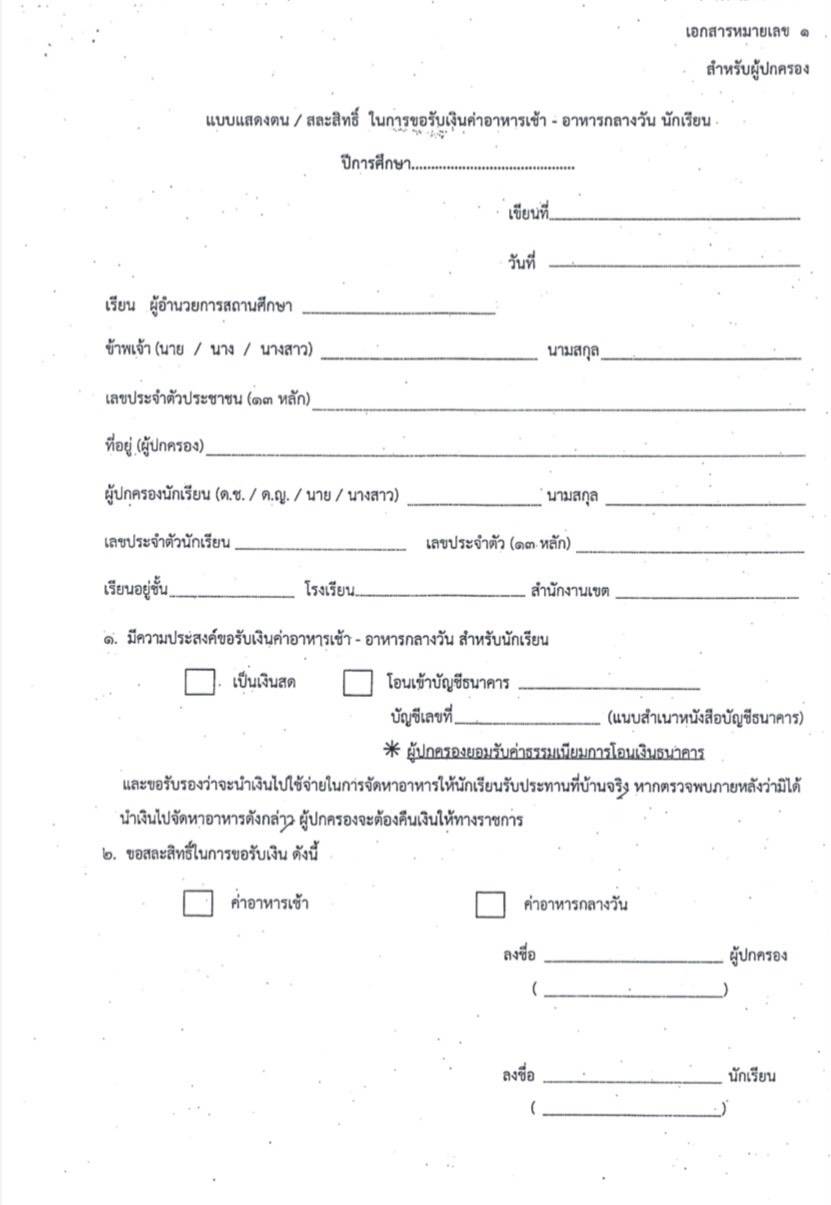 เอกสารหมายเลข ๑
สำหรับผู้ปกครอง
แบบแสดงตน / สละสิทธิ์ ในการขอรับเงินค่าอาหารเช้า - อาหารกลางวัน นักเรียน
ปีการศึกษา..........................................
เขียนที่____________________
วันที่ ____________________
เรียน ผู้อำนวยการสถานศึกษา ____________________
ข้าพเจ้า (นาย / นาง / นางสาว) ____________________ นามสกุล____________________
เลขประจำตัวประชาชน (๑๓ หลัก)____________________
ที่อยู่ (ผู้ปกครอง)____________________
ผู้ปกครองนักเรียน (ด.ช. / ด.ญ. / นาย / นางสาว) ____________________ นามสกุล ____________________
เลขประจำตัวนักเรียน ____________________ เลขประจำตัว (๑๓ หลัก) ____________________
เรียนอยู่ชั้น____________________ โรงเรียน____________________ สำนักงานเขต ____________________
๑. มีความประสงค์ขอรับเงินค่าอาหารเช้า - อาหารกลางวัน สำหรับนักเรียน
เป็นเงินสด โอนเข้าบัญชีธนาคาร ____________________
บัญชีเลขที่____________________ (แนบสำเนาหนังสือบัญชีธนาคาร)
* ผู้ปกครองยอมรับค่าธรรมเนียมการโอนเงินธนาคาร
และขอรับรองว่าจะนำเงินไปใช้จ่ายในการจัดหาอาหารให้นักเรียนรับประทานที่บ้านจริง หากตรวจพบภายหลังว่ามิได้
นำเงินไปจัดหาอาหารดังกล่าว ผู้ปกครองจะต้องคืนเงินให้ทางราชการ
๒. ขอสละสิทธิ์ในการขอรับเงิน ดังนี้
ค่าอาหารเช้า ค่าอาหารกลางวัน
ลงชื่อ ____________________ ผู้ปกครอง
( ____________________)
ลงชื่อ ____________________ นักเรียน
( ____________________)